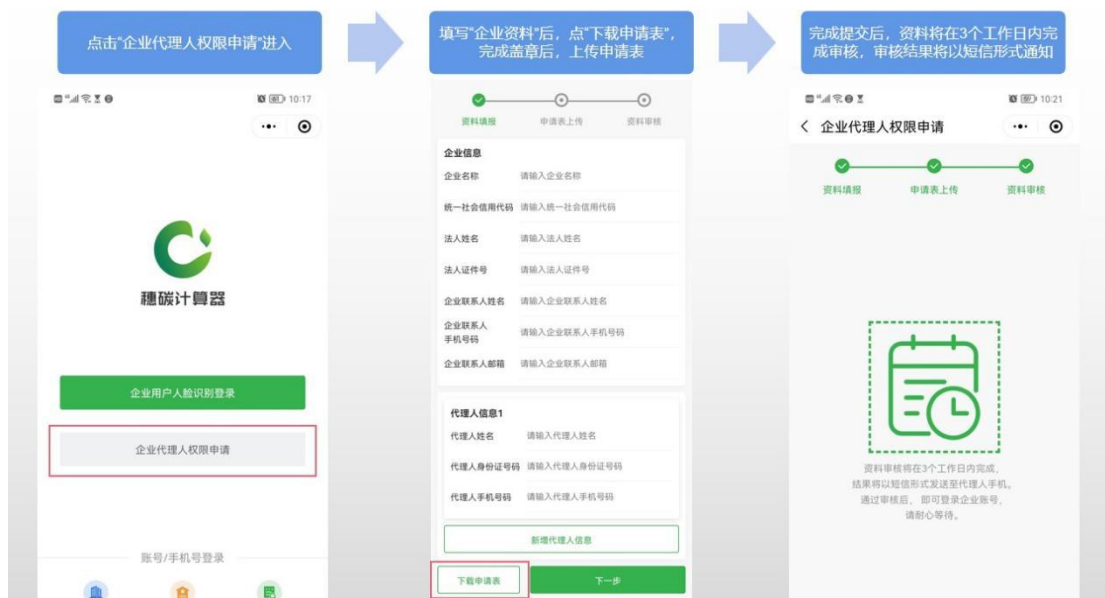 点击“企业代理人权限申请”进入
填写“企业资料”后，点“下载申请表”，
完成盖章后，上传申请表
完成提交后，资料将在3个工作日内完
成审核，审核结果将以短信形式通知
10:17
穗碳计算器
企业用户人脸识别登录
企业代理人权限申请
账号/手机号登录
资料填报 申请表上传 资料审核
企业信息
企业名称 请输入企业名称
统一社会信用代码 请输入统一社会信用代码
法人姓名 请输入法人姓名
法人证件号 请输入法人证件号
企业联系人姓名 请输入企业联系人姓名
企业联系人
手机号码 请输入企业联系人手机号码
企业联系人邮箱 请输入企业联系人邮箱
代理人信息1
代理人姓名 请输入代理人姓名
代理人身份证号码 请输入代理人身份证号码
代理人手机号码 请输入代理人手机号码
新增代理人信息
下载申请表 下一步
10:21
企业代理人权限申请
资料填报 申请表上传 资料审核
资料审核将在3个工作日内完成，
结果将以短信形式发送至代理人手机。
通过审核后，即可登录企业账号，
请耐心等待。